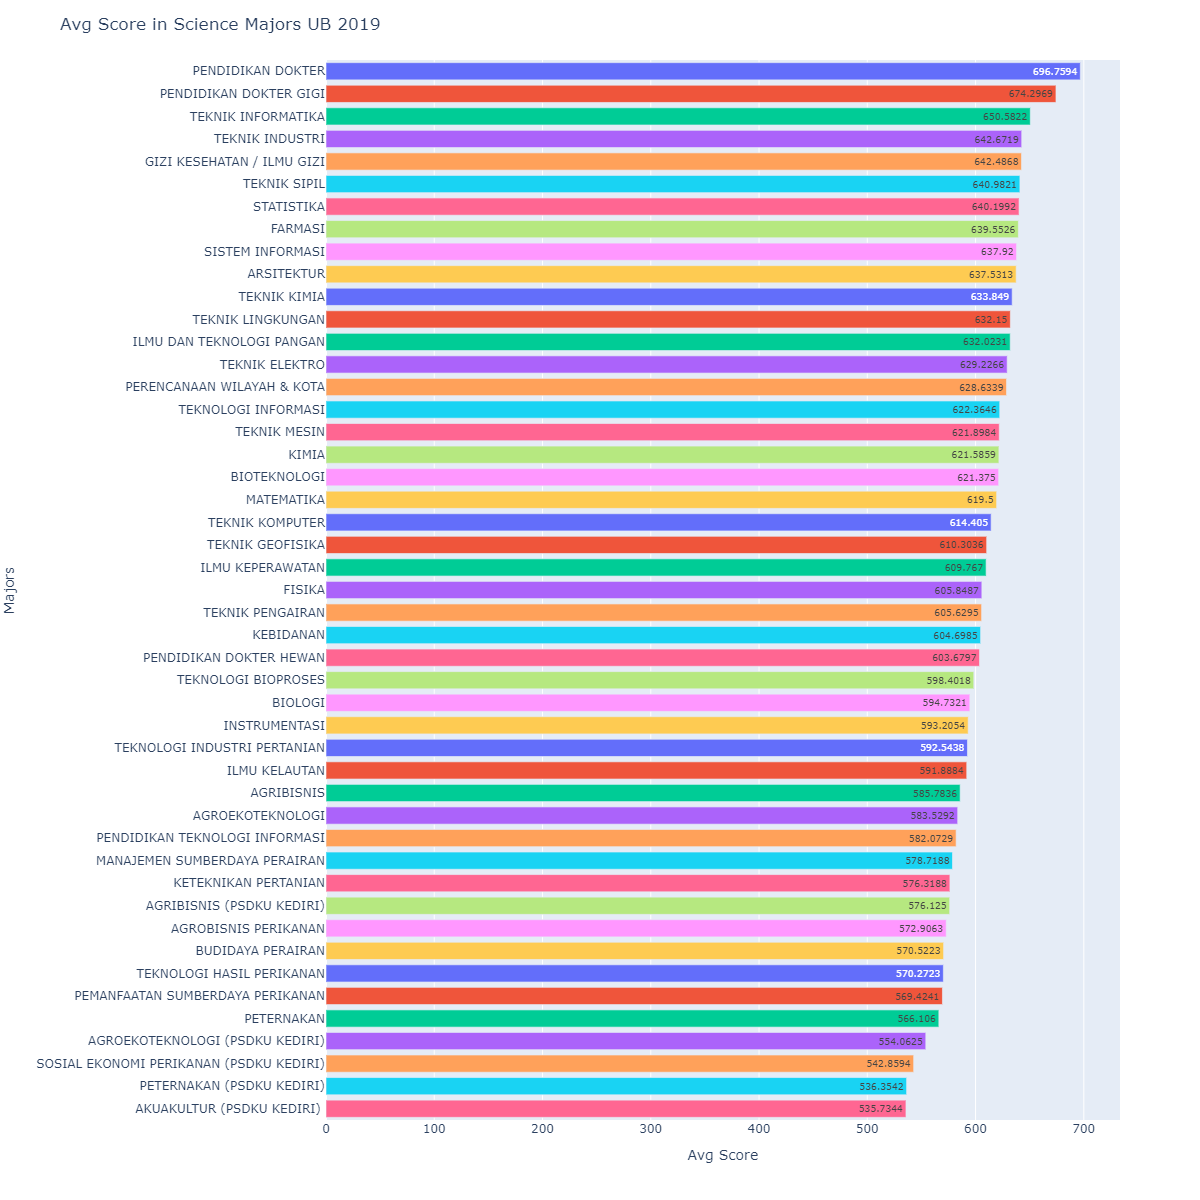 Avg Score in Science Majors UB 2019
PENDIDIKAN DOKTER 696.7594
PENDIDIKAN DOKTER GIGI 674.2969
TEKNIK INFORMATIKA 650.5822
TEKNIK INDUSTRI 642.6719
GIZI KESEHATAN / ILMU GIZI 642.4868
TEKNIK SIPIL 640.9821
STATISTIKA 640.1992
FARMASI 639.5526
SISTEM INFORMASI 637.92
ARSITEKTUR 637.5313
TEKNIK KIMIA 633.849
TEKNIK LINGKUNGAN 632.15
ILMU DAN TEKNOLOGI PANGAN 632.0231
TEKNIK ELEKTRO 629.2266
PERENCANAAN WILAYAH & KOTA 628.6339
TEKNOLOGI INFORMASI 622.3646
TEKNIK MESIN 621.8984
KIMIA 621.5859
BIOTEKNOLOGI 621.375
MATEMATIKA 619.5
TEKNIK KOMPUTER 614.405
TEKNIK GEOFISIKA 610.3036
ILMU KEPERAWATAN 609.767
FISIKA 605.8487
TEKNIK PENGAIRAN 605.6295
KEBIDANAN 604.6985
PENDIDIKAN DOKTER HEWAN 603.6797
TEKNOLOGI BIOPROSES 598.4018
BIOLOGI 594.7321
INSTRUMENTASI 593.2054
TEKNOLOGI INDUSTRI PERTANIAN 592.5438
ILMU KELAUTAN 591.8884
AGRIBISNIS 585.7836
AGROEKOTEKNOLOGI 583.5292
PENDIDIKAN TEKNOLOGI INFORMASI 582.0729
MANAJEMEN SUMBERDAYA PERAIRAN 578.7188
KETEKNIKAN PERTANIAN 576.3188
AGRIBISNIS (PSDKU KEDIRI) 576.125
AGROBISNIS PERIKANAN 572.9063
BUDIDAYA PERAIRAN 570.5223
TEKNOLOGI HASIL PERIKANAN 570.2723
PEMANFAATAN SUMBERDAYA PERIKANAN 569.4241
PETERNAKAN 566.106
AGROEKOTEKNOLOGI (PSDKU KEDIRI) 554.0625
SOSIAL EKONOMI PERIKANAN (PSDKU KEDIRI) 542.8594
PETERNAKAN (PSDKU KEDIRI) 536.3542
AKUAKULTUR (PSDKU KEDIRI) 535.7344
0 100 200 300 400 500 600 700
Avg Score
Majors